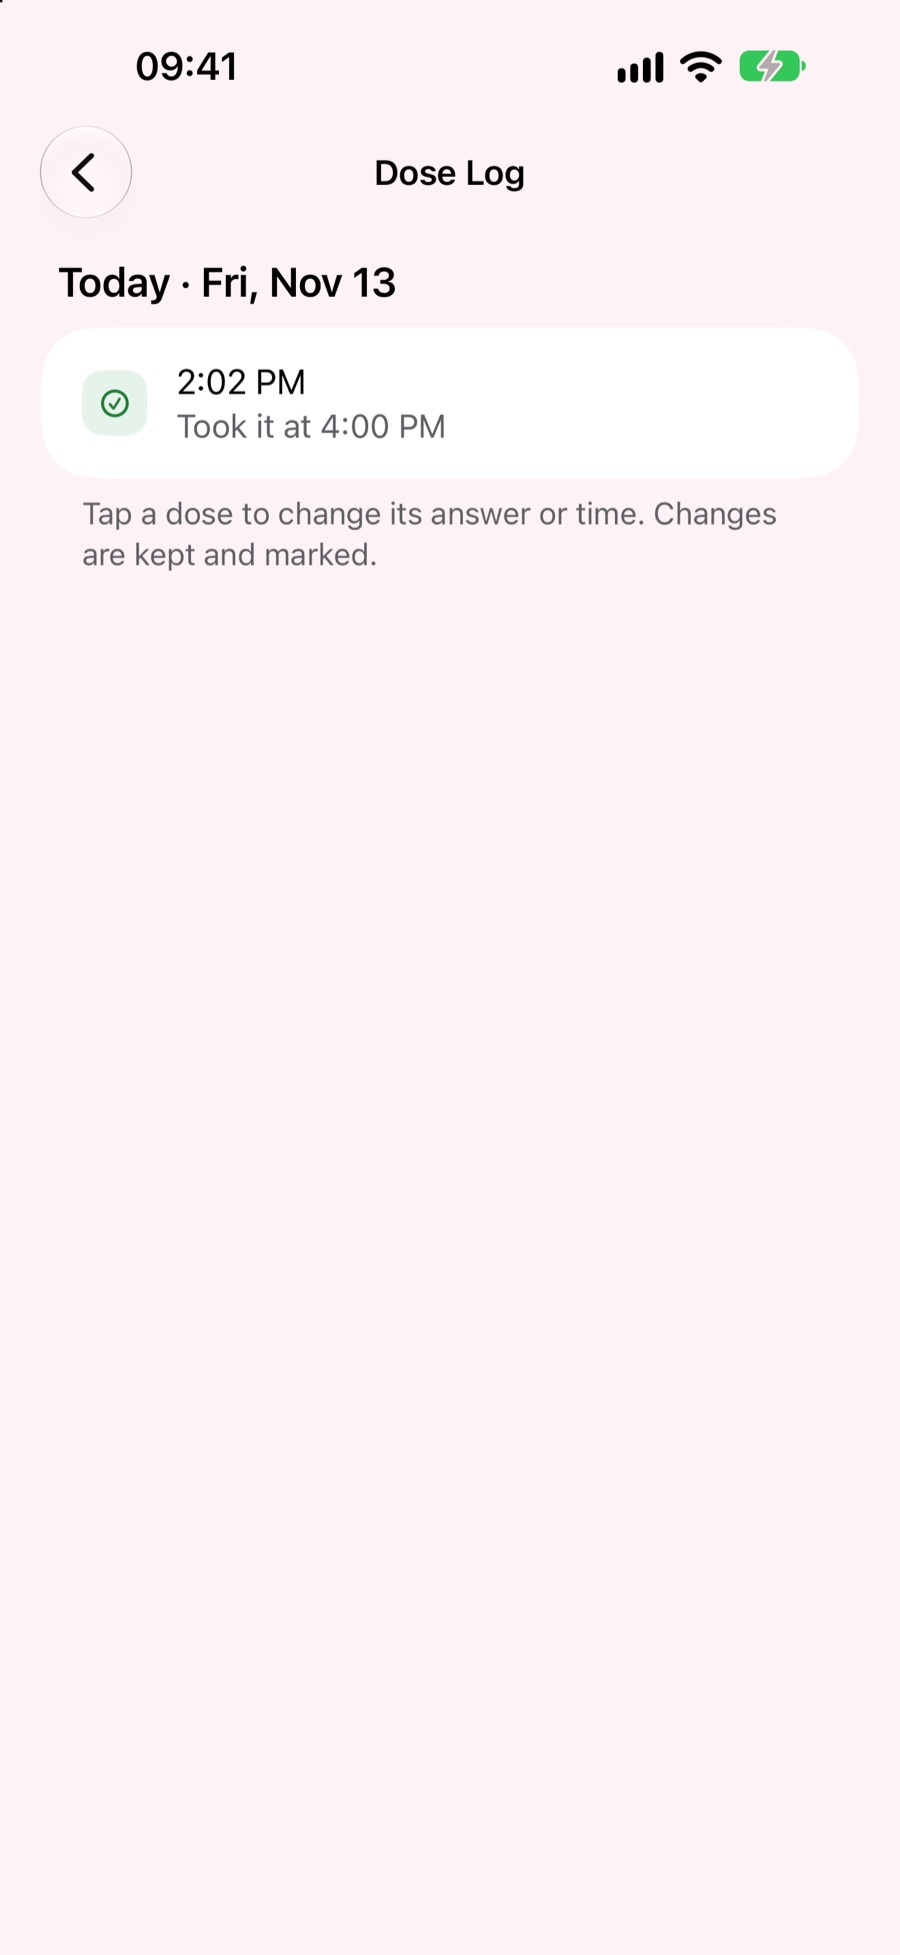 09:41
Dose Log
Today · Fri, Nov 13
2:02 PM
Took it at 4:00 PM
Tap a dose to change its answer or time. Changes
are kept and marked.